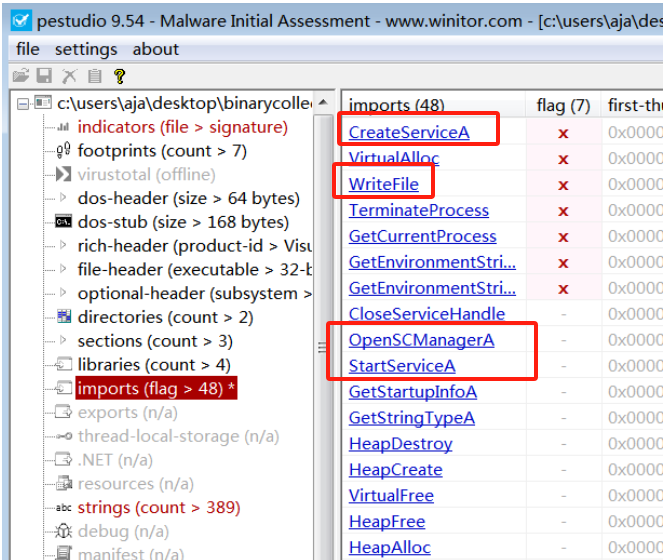 pestudio 9.54 - Malware Initial Assessment - www.winitor.com - [c:\users\aja\des
file settings about
c:\users\aja\desktop\binarycolle
indicators (file > signature)
footprints (count > 7)
virustotal (offline)
dos-header (size > 64 bytes)
dos-stub (size > 168 bytes)
rich-header (product-id > Visu
file-header (executable > 32-b
optional-header (subsystem >
directories (count > 2)
sections (count > 3)
libraries (count > 4)
imports (flag > 48) *
exports (n/a)
thread-local-storage (n/a)
.NET (n/a)
resources (n/a)
abc strings (count > 389)
debug (n/a)
manifest (n/a)
imports (48) flag (7) first-thu
CreateServiceA x 0x0000
VirtualAlloc x 0x0000
WriteFile x 0x0000
TerminateProcess x 0x0000
GetCurrentProcess x 0x0000
GetEnvironmentStri... x 0x0000
GetEnvironmentStri... x 0x0000
CloseServiceHandle - 0x0000
OpenSCManagerA - 0x0000
StartServiceA - 0x0000
GetStartupInfoA - 0x0000
GetStringTypeA - 0x0000
HeapDestroy - 0x0000
HeapCreate - 0x0000
VirtualFree - 0x0000
HeapFree - 0x0000
HeapAlloc - 0x0000